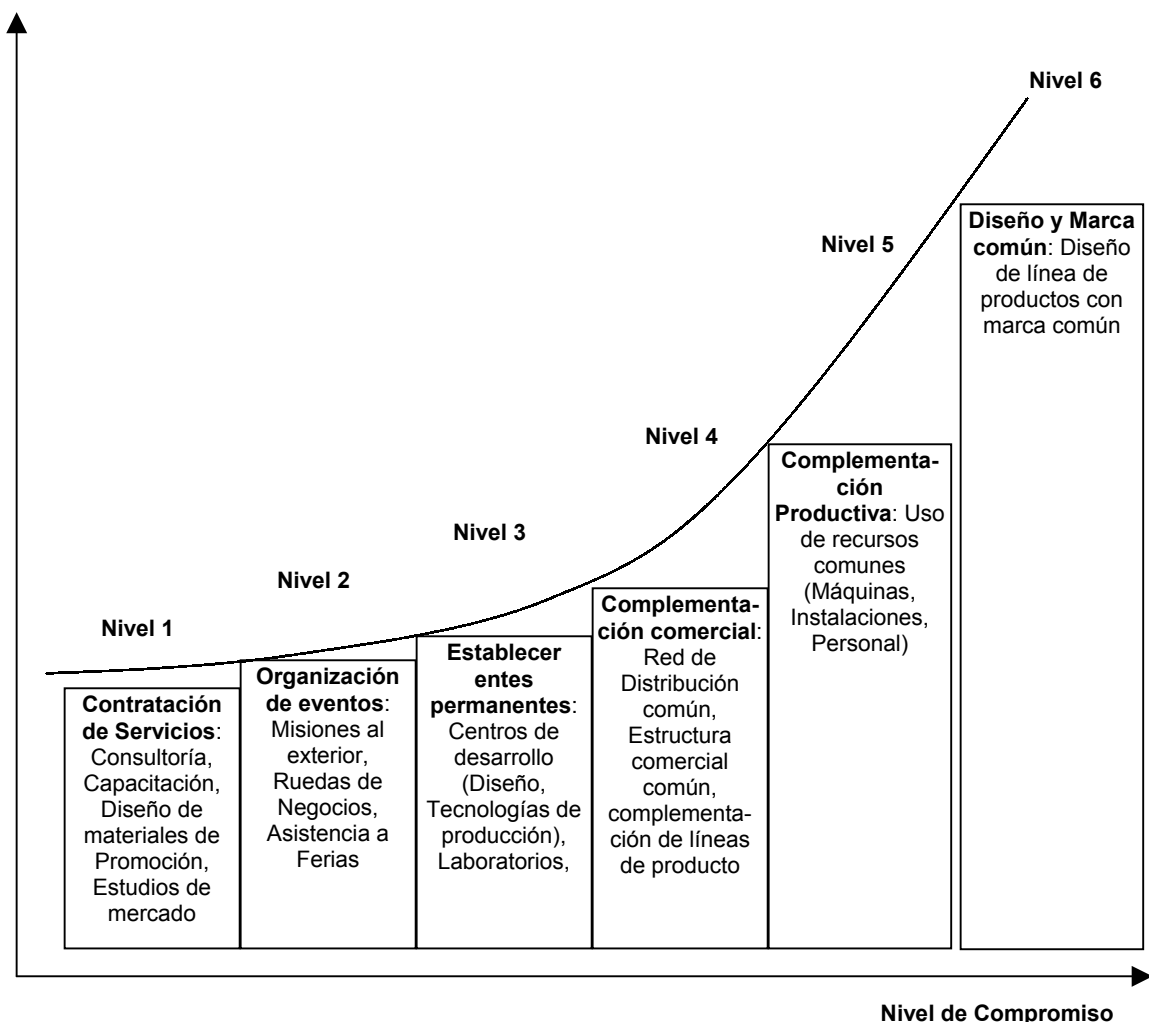 Nivel 6
Diseño y Marca
común: Diseño
de línea de
productos con
marca común
Nivel 5
Nivel 4
Complementa-
ción
Productiva: Uso
de recursos
comunes
(Máquinas,
Instalaciones,
Personal)
Nivel 3
Nivel 2
Complementa-
ción comercial:
Red de
Distribución
común,
Estructura
comercial
común,
complementa-
ción de líneas
de producto
Nivel 1
Establecer
entes
permanentes:
Centros de
desarrollo
(Diseño,
Tecnologías de
producción),
Laboratorios,
Organización
de eventos:
Misiones al
exterior,
Ruedas de
Negocios,
Asistencia a
Ferias
Contratación
de Servicios:
Consultoría,
Capacitación,
Diseño de
materiales de
Promoción,
Estudios de
mercado
Nivel de Compromiso